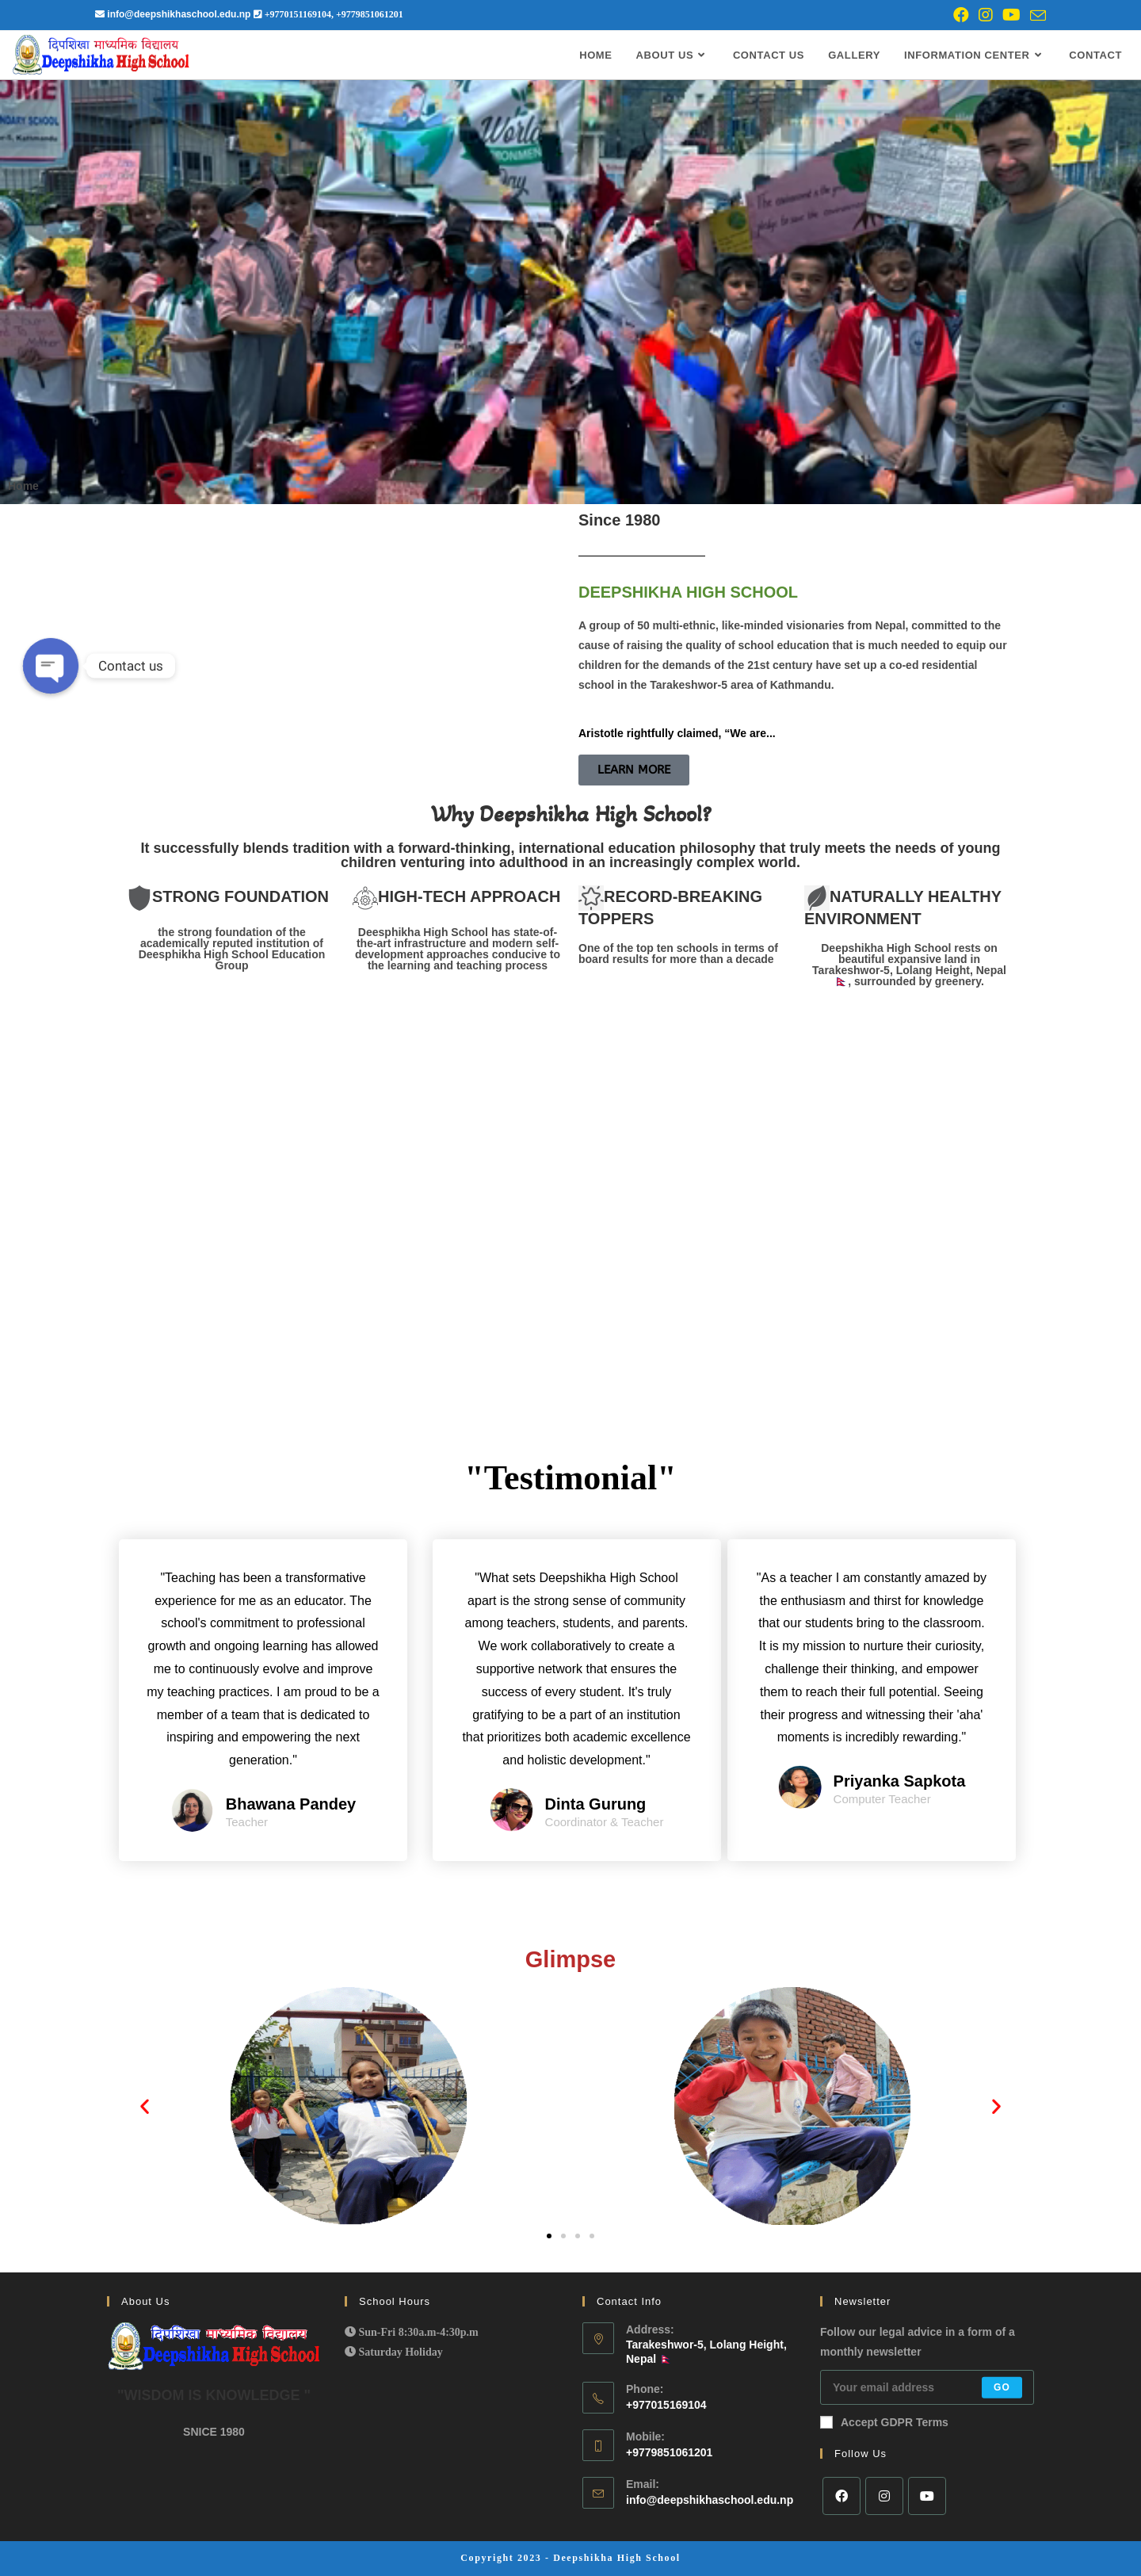 info@deepshikhaschool.edu.np +9770151169104, +9779851061201
दिपशिखा माध्यमिक विद्यालय
Deepshikha High School
HOME ABOUT US CONTACT US GALLERY INFORMATION CENTER CONTACT
OME
NDARY SCHOOL
World
Day
Since 1980
DEEPSHIKHA HIGH SCHOOL
A group of 50 multi-ethnic, like-minded visionaries from Nepal, committed to the
cause of raising the quality of school education that is much needed to equip our
children for the demands of the 21st century have set up a co-ed residential
school in the Tarakeshwor-5 area of Kathmandu.
Contact us
Aristotle rightfully claimed, “We are...
LEARN MORE
Why Deepshikha High School?
It successfully blends tradition with a forward-thinking, international education philosophy that truly meets the needs of young
children venturing into adulthood in an increasingly complex world.
STRONG FOUNDATION
the strong foundation of the
academically reputed institution of
Deesphikha High School Education
Group
HIGH-TECH APPROACH
Deesphikha High School has state-of-
the-art infrastructure and modern self-
development approaches conducive to
the learning and teaching process
RECORD-BREAKING
TOPPERS
One of the top ten schools in terms of
board results for more than a decade
NATURALLY HEALTHY
ENVIRONMENT
Deepshikha High School rests on
beautiful expansive land in
Tarakeshwor-5, Lolang Height, Nepal
🇳🇵, surrounded by greenery.
"Testimonial"
"Teaching has been a transformative
experience for me as an educator. The
school's commitment to professional
growth and ongoing learning has allowed
me to continuously evolve and improve
my teaching practices. I am proud to be a
member of a team that is dedicated to
inspiring and empowering the next
generation."
Bhawana Pandey
Teacher
"What sets Deepshikha High School
apart is the strong sense of community
among teachers, students, and parents.
We work collaboratively to create a
supportive network that ensures the
success of every student. It's truly
gratifying to be a part of an institution
that prioritizes both academic excellence
and holistic development."
Dinta Gurung
Coordinator & Teacher
"As a teacher I am constantly amazed by
the enthusiasm and thirst for knowledge
that our students bring to the classroom.
It is my mission to nurture their curiosity,
challenge their thinking, and empower
them to reach their full potential. Seeing
their progress and witnessing their 'aha'
moments is incredibly rewarding."
Priyanka Sapkota
Computer Teacher
Glimpse
About Us
दिपशिखा माध्यमिक विद्यालय
Deepshikha High School
"WISDOM IS KNOWLEDGE "
SNICE 1980
School Hours
Sun-Fri 8:30a.m-4:30p.m
Saturday Holiday
Contact Info
Address:
Tarakeshwor-5, Lolang Height,
Nepal 🇳🇵
Phone:
+977015169104
Mobile:
+9779851061201
Email:
info@deepshikhaschool.edu.np
Newsletter
Follow our legal advice in a form of a
monthly newsletter
Your email address GO
Accept GDPR Terms
Follow Us
Copyright 2023 - Deepshikha High School